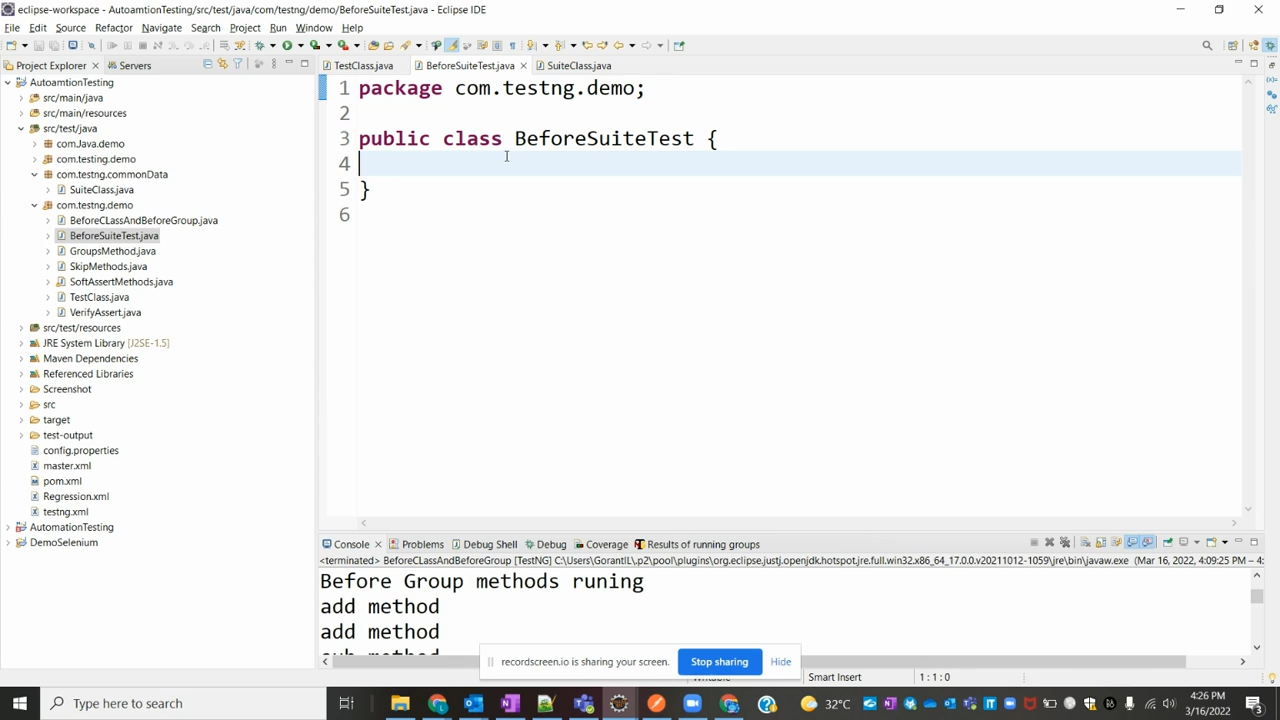 eclipse-workspace - AutoamtionTesting/src/test/java/com/testng/demo/BeforeSuiteTest.java - Eclipse IDE
File Edit Source Refactor Navigate Search Project Run Window Help
Project Explorer Servers
TestClass.java BeforeSuiteTest.java SuiteClass.java
AutoamtionTesting
src/main/java
src/main/resources
src/test/java
com.Java.demo
com.testing.demo
com.testng.commonData
SuiteClass.java
com.testng.demo
BeforeCLassAndBeforeGroup.java
BeforeSuiteTest.java
GroupsMethod.java
SkipMethods.java
SoftAssertMethods.java
TestClass.java
VerifyAssert.java
src/test/resources
JRE System Library [J2SE-1.5]
Maven Dependencies
Referenced Libraries
Screenshot
src
target
test-output
config.properties
master.xml
pom.xml
Regression.xml
testng.xml
AutomationTesting
DemoSelenium
1 package com.testng.demo;
2
3 public class BeforeSuiteTest {
4
5 }
6
Console Problems Debug Shell Debug Coverage Results of running groups
<terminated> BeforeCLassAndBeforeGroup [TestNG] C:\Users\GorantIL\.p2\pool\plugins\org.eclipse.justj.openjdk.hotspot.jre.full.win32.x86_64_17.0.0.v20211012-1059\jre\bin\javaw.exe (Mar 16, 2022, 4:09:25 PM – 4:
Before Group methods runing
add method
add method
sub method
recordscreen.io is sharing your screen. Stop sharing Hide
Writable Smart Insert 1 : 1 : 0
Type here to search
32°C
4:26 PM
3/16/2022
3